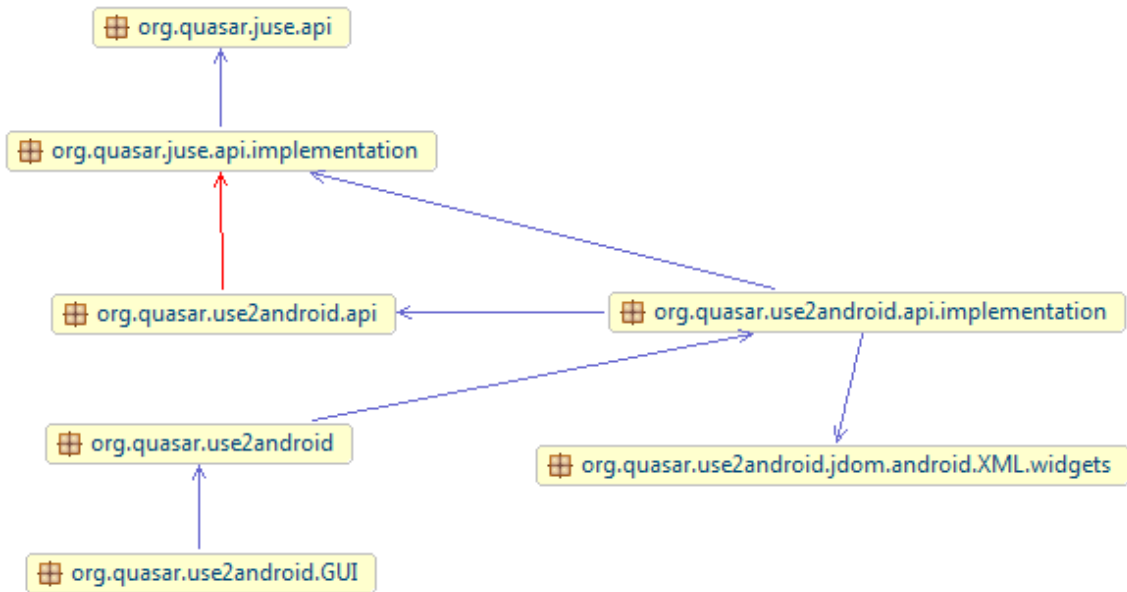 org.quasar.juse.api
org.quasar.juse.api.implementation
org.quasar.use2android.api
org.quasar.use2android.api.implementation
org.quasar.use2android
org.quasar.use2android.jdom.android.XML.widgets
org.quasar.use2android.GUI